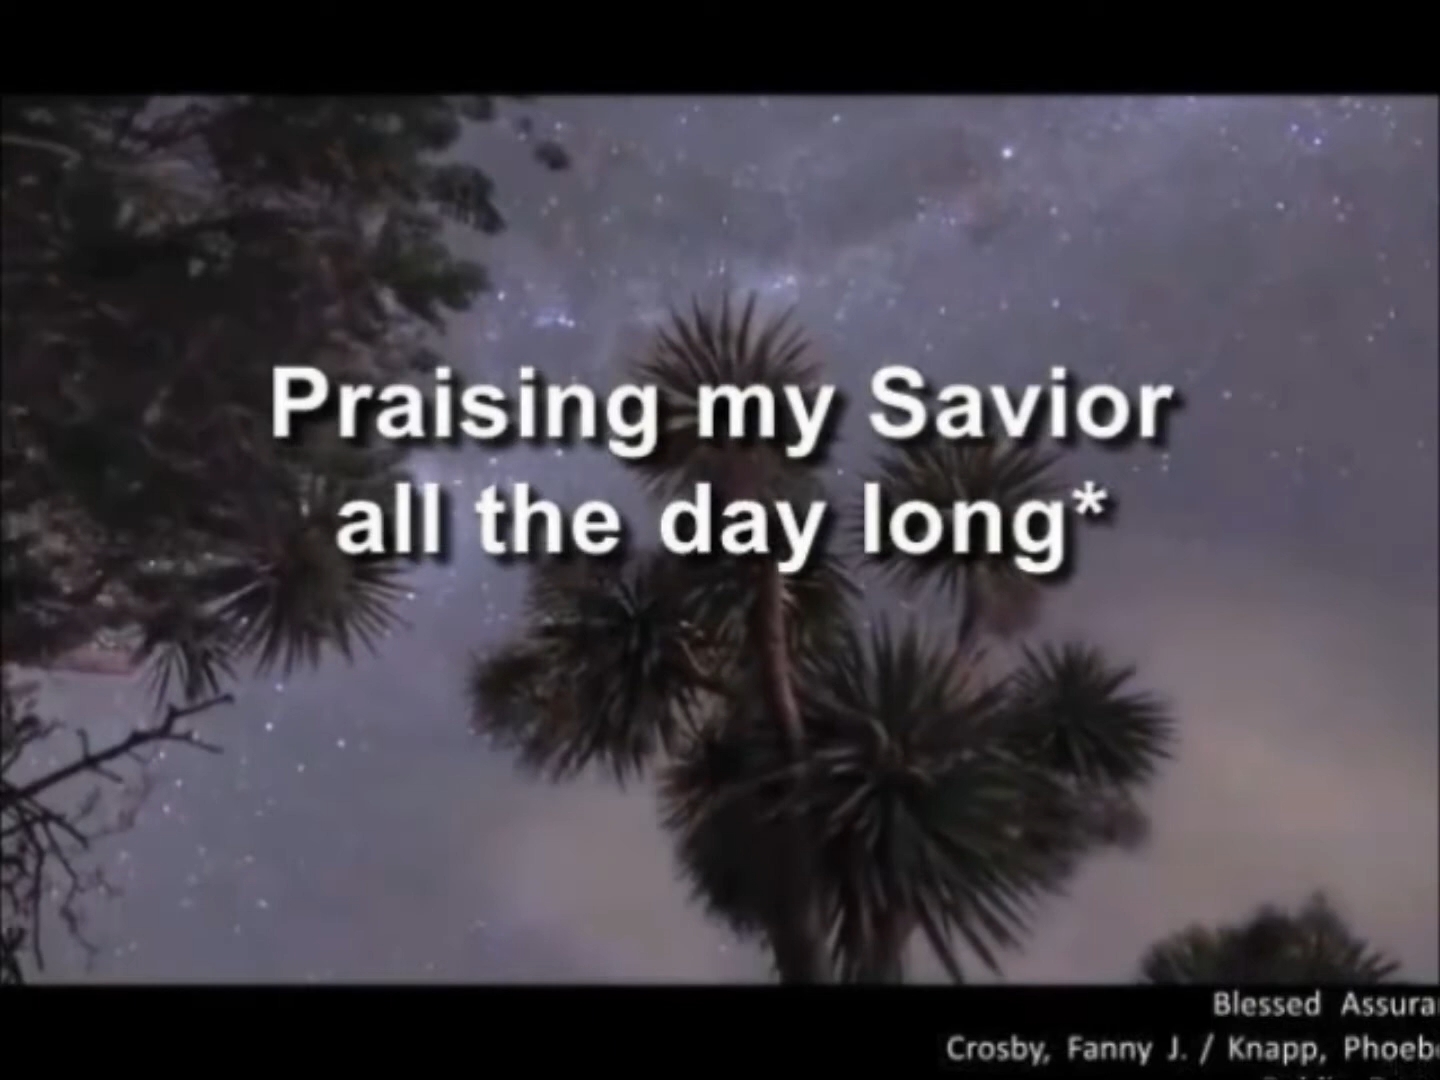 Praising my Savior
all the day long*
Blessed Assura
Crosby, Fanny J. / Knapp, Phoeb